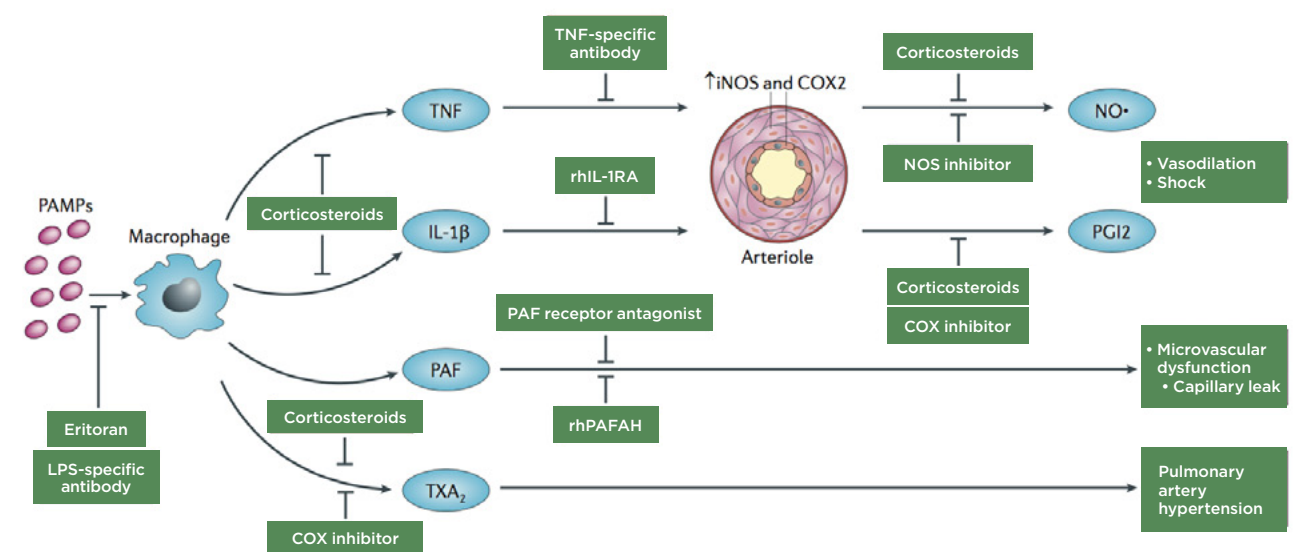 TNF-specific
antibody
Corticosteroids
↑iNOS and COX2
TNF
NO•
NOS inhibitor
rhIL-1RA
• Vasodilation
• Shock
PAMPs
Macrophage
Corticosteroids
IL-1β
PGI2
Arteriole
Corticosteroids
COX inhibitor
PAF receptor antagonist
• Microvascular
dysfunction
• Capillary leak
PAF
Corticosteroids
rhPAFAH
Eritoran
LPS-specific
antibody
TXA₂
Pulmonary
artery
hypertension
COX inhibitor